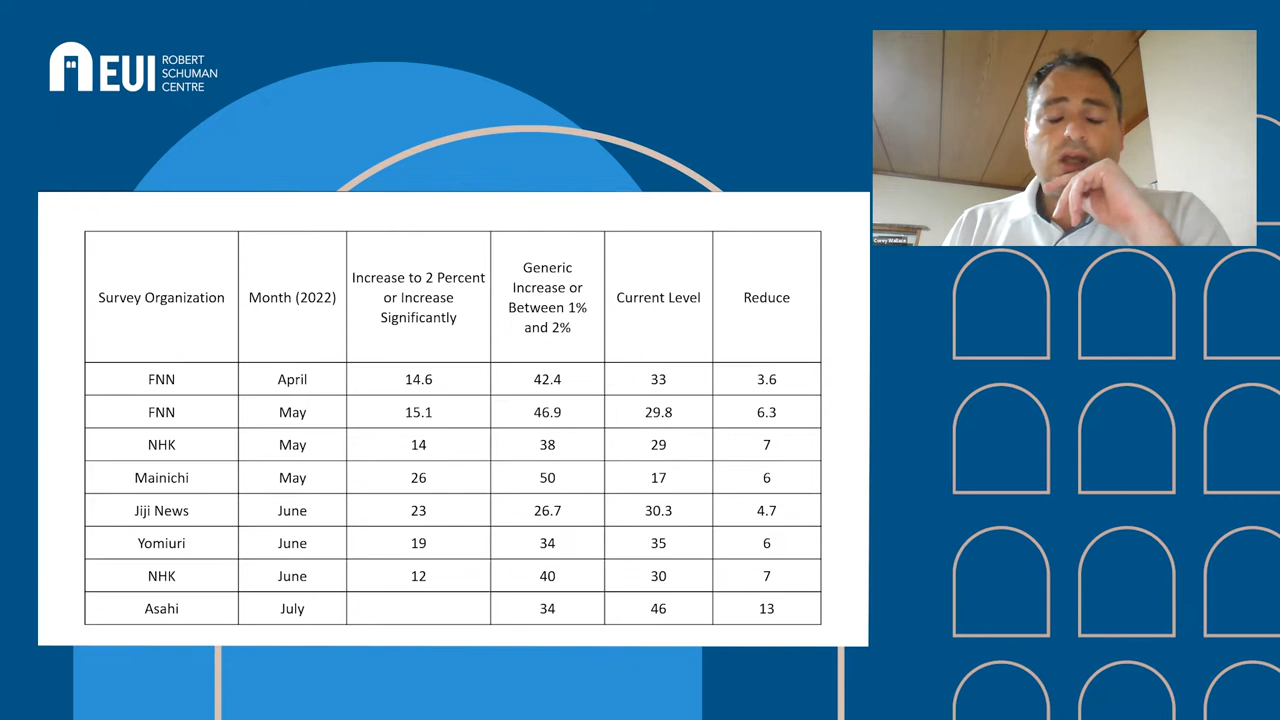 EUI
ROBERT
SCHUMAN
CENTRE
Corey Wallace
Survey Organization
Month (2022)
Increase to 2 Percent
or Increase
Significantly
Generic
Increase or
Between 1%
and 2%
Current Level
Reduce
FNN April 14.6 42.4 33 3.6
FNN May 15.1 46.9 29.8 6.3
NHK May 14 38 29 7
Mainichi May 26 50 17 6
Jiji News June 23 26.7 30.3 4.7
Yomiuri June 19 34 35 6
NHK June 12 40 30 7
Asahi July 34 46 13